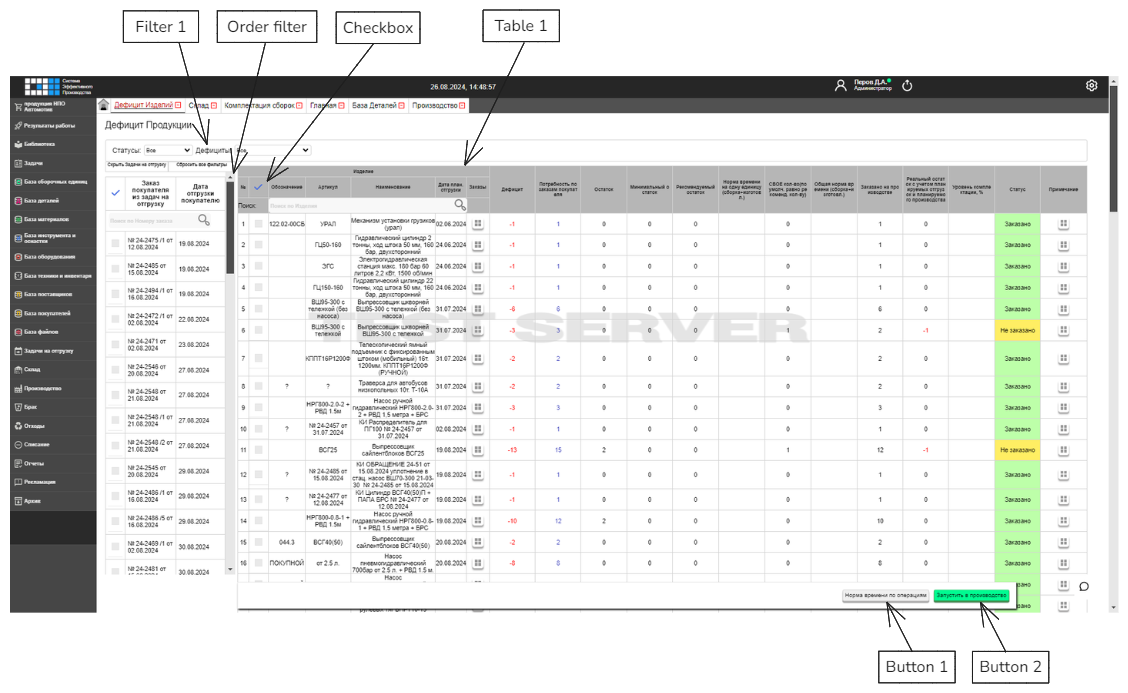 Filter 1
Order filter
Checkbox
Table 1
Система
Эффективного
Производства
26.08.2024, 14:48:57
Перов Д.А.
Администратор
продукция НПО
Автоматике
Результаты работы
Библиотека
Задачи
База сборочных единиц
База деталей
База материалов
База инструмента и
оснастки
База оборудования
База техники и инвентаря
База поставщиков
База покупателей
База файлов
Задачи на отгрузку
Склад
Производство
Брак
Отходы
Списание
Отчеты
Рекламация
Архив
Дефицит Изделий
Склад
Комплектация сборок
Главная
База Деталей
Производство
Дефицит Продукции
Статусы: Все
Дефициты: Все
Скрыть Задачи на отгрузку
Сбросить все фильтры
Заказ
покупателя
из задач на
отгрузку
Дата
отгрузки
покупателю
Поиск по Номеру заказа
№ 24-2475 /1 от
12.08.2024
19.08.2024
№ 24-2485 от
15.08.2024
19.08.2024
№ 24-2494 /1 от
16.08.2024
19.08.2024
№ 24-2472 /1 от
02.08.2024
22.08.2024
№ 24-2471 от
02.08.2024
23.08.2024
№ 24-2546 от
20.08.2024
27.08.2024
№ 24-2548 от
21.08.2024
27.08.2024
№ 24-2548 /1 от
21.08.2024
27.08.2024
№ 24-2548 /2 от
21.08.2024
27.08.2024
№ 24-2545 от
20.08.2024
29.08.2024
№ 24-2486 /1 от
16.08.2024
29.08.2024
№ 24-2486 /5 от
16.08.2024
29.08.2024
№ 24-2469 /1 от
02.08.2024
30.08.2024
№ 24-2481 от
30.08.2024
Изделие
№
Обозначение
Артикул
Наименование
Дата план.
отгрузки
Заказы
Дефицит
Потребность по
заказам покупат
еля
Остаток
Минимальный о
статок
Рекомендуемый
остаток
Норма времени
на одну единицу
(сборка+изготов
л.)
СВОЕ кол-во(по
умолч. равно ре
коменд. кол-ву)
Общая норма вр
емени (сборка+и
зготовл.)
Заказано на про
изводстве
Реальный остат
ок с учетом план
ируемых отгруз
ок и планируемо
го производства
Уровень компле
ктации, %
Статус
Примечание
Поиск:
Поиск по Изделию
1 122.02-00СБ УРАЛ Механизм установки грузиков (урал) 02.06.2024 -1 1 0 0 0 0 1 0 Заказано
2 ГЦ50-160 Гидравлический цилиндр 2 тонны, ход штока 50 мм, 160 бар, двухсторонний 24.06.2024 -1 1 0 0 0 0 1 0 Заказано
3 ЭГС Электрогидравлическая станция макс. 160 бар 60 литров 2,2 кВт, 1500 об/мин 24.06.2024 -1 1 0 0 0 0 1 0 Заказано
4 ГЦ150-160 Гидравлический цилиндр 22 тонны, ход штока 50 мм, 160 бар, двухсторонний 24.06.2024 -1 1 0 0 0 0 1 0 Заказано
5 ВШ95-300 с тележкой (без насоса) Выпрессовщик шкворней ВШ95-300 с тележкой (без насоса) 31.07.2024 -6 6 0 0 0 0 6 0 Заказано
6 ВШ95-300 с тележкой Выпрессовщик шкворней ВШ95-300 с тележкой 31.07.2024 -3 3 0 0 0 1 2 -1 Не заказано
7 КППТ16Р1200Ф Телескопический ямный подъемник с фиксированным штоком (мобильный) 16т. 1200мм. КППТ16Р1200Ф (РУЧНОЙ) 31.07.2024 -2 2 0 0 0 0 2 0 Заказано
8 ? ? Траверса для автобусов низкопольных 10т. Т-10А 31.07.2024 -2 2 0 0 0 0 2 0 Заказано
9 НРГ800-2.0-2 + РВД 1.5м Насос ручной гидравлический НРГ800-2.0-2 + РВД 1.5 метра + БРС 31.07.2024 -3 3 0 0 0 0 3 0 Заказано
10 ? № 24-2457 от 31.07.2024 КИ Распределитель для ПГ100 № 24-2457 от 31.07.2024 02.08.2024 -1 1 0 0 0 0 1 0 Заказано
11 ВСГ25 Выпрессовщик сайлентблоков ВСГ25 19.08.2024 -13 15 2 0 0 1 12 -1 Не заказано
12 ? № 24-2485 от 15.08.2024 КИ ОБРАЩЕНИЕ 24-51 от 15.08.2024 уплотнение в стац. насос ВШ70-300 21-03-30 № 24-2485 от 15.08.2024 19.08.2024 -1 1 0 0 0 0 1 0 Заказано
13 ? № 24-2477 от 12.08.2024 КИ Цилиндр ВСГ40(50)П + ПАПА БРС № 24-2477 от 12.08.2024 19.08.2024 -1 1 0 0 0 0 1 0 Заказано
14 НРГ800-0.8-1 + РВД 1.5м Насос ручной гидравлический НРГ800-0.8-1 + РВД 1.5 метра + БРС 19.08.2024 -10 12 2 0 0 0 10 0 Заказано
15 044.3 ВСГ40(50) Выпрессовщик сайлентблоков ВСГ40(50) 20.08.2024 -2 2 0 0 0 0 2 0 Заказано
16 ПОКУПНОЙ от 2.5 л. Насос пневмогидравлический 700бар от 2.5 л. + РВД 1.5 м. 20.08.2024 -8 8 0 0 0 0 8 0 Заказано
Насос
TEST SERVER
Норма времени по операциям
Запустить в производство
Button 1
Button 2